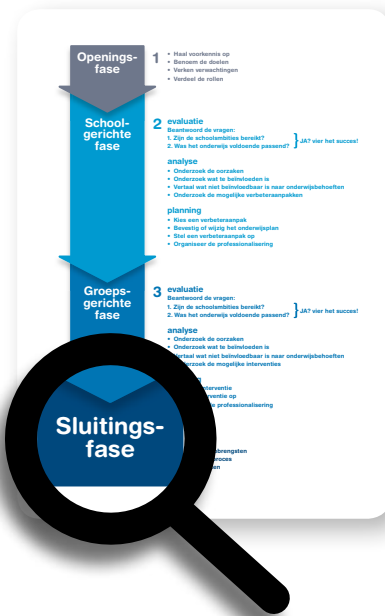 Openings-
fase
1
• Haal voorkennis op
• Benoem de doelen
• Verken verwachtingen
• Verdeel de rollen
School-
gerichte
fase
2 evaluatie
Beantwoord de vragen:
1. Zijn de schoolambities bereikt?
2. Was het onderwijs voldoende passend?
} JA? vier het succes!
analyse
• Onderzoek de oorzaken
• Onderzoek wat te beïnvloeden is
• Vertaal wat niet beïnvloedbaar is naar onderwijsbehoeften
• Onderzoek de mogelijke verbeteraanpakken
planning
• Kies een verbeteraanpak
• Bevestig of wijzig het onderwijsplan
• Stel een verbeteraanpak op
• Organiseer de professionalisering
Groeps-
gerichte
fase
3 evaluatie
Beantwoord de vragen:
1. Zijn de schoolambities bereikt?
2. Was het onderwijs voldoende passend?
} JA? vier het succes!
analyse
• Onderzoek de oorzaken
• Onderzoek wat te beïnvloeden is
Vertaal wat niet beïnvloedbaar is naar onderwijsbehoeften
de mogelijke interventies
op
de professionalisering
Sluitings-
fase